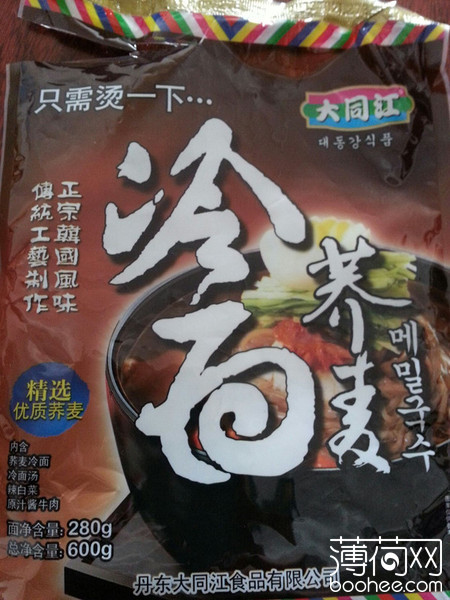 只需烫一下…
大同江
대동강식품
冷面
荞麦
메밀국수
正宗韓國風味
傳統工藝制作
精选
优质荞麦
内含
荞麦冷面
冷面汤
辣白菜
原汁酱牛肉
面净含量: 280g
总净含量: 600g
丹东大同江食品有限公司
薄荷网
boohee.com